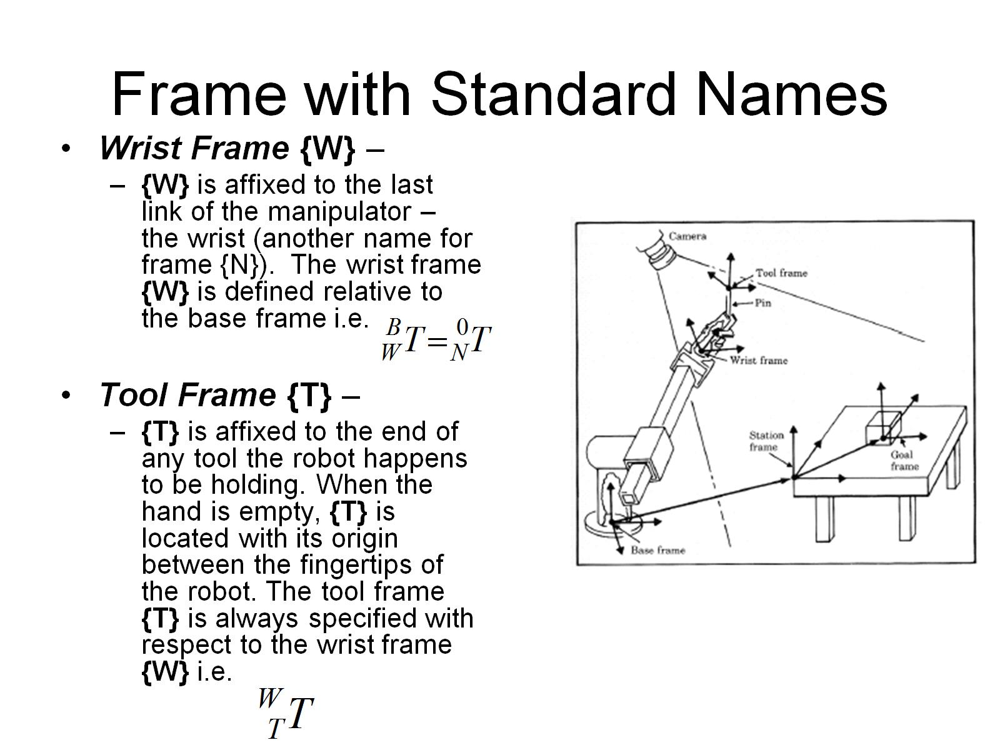 Frame with Standard Names
• Wrist Frame {W} –
– {W} is affixed to the last
link of the manipulator –
the wrist (another name for
frame {N}).  The wrist frame
{W} is defined relative to
the base frame i.e.
B W T = 0 N T
• Tool Frame {T} –
– {T} is affixed to the end of
any tool the robot happens
to be holding. When the
hand is empty, {T} is
located with its origin
between the fingertips of
the robot. The tool frame
{T} is always specified with
respect to the wrist frame
{W} i.e.
W T T
Camera
Tool frame
Pin
Wrist frame
Station
frame
Goal
frame
Base frame